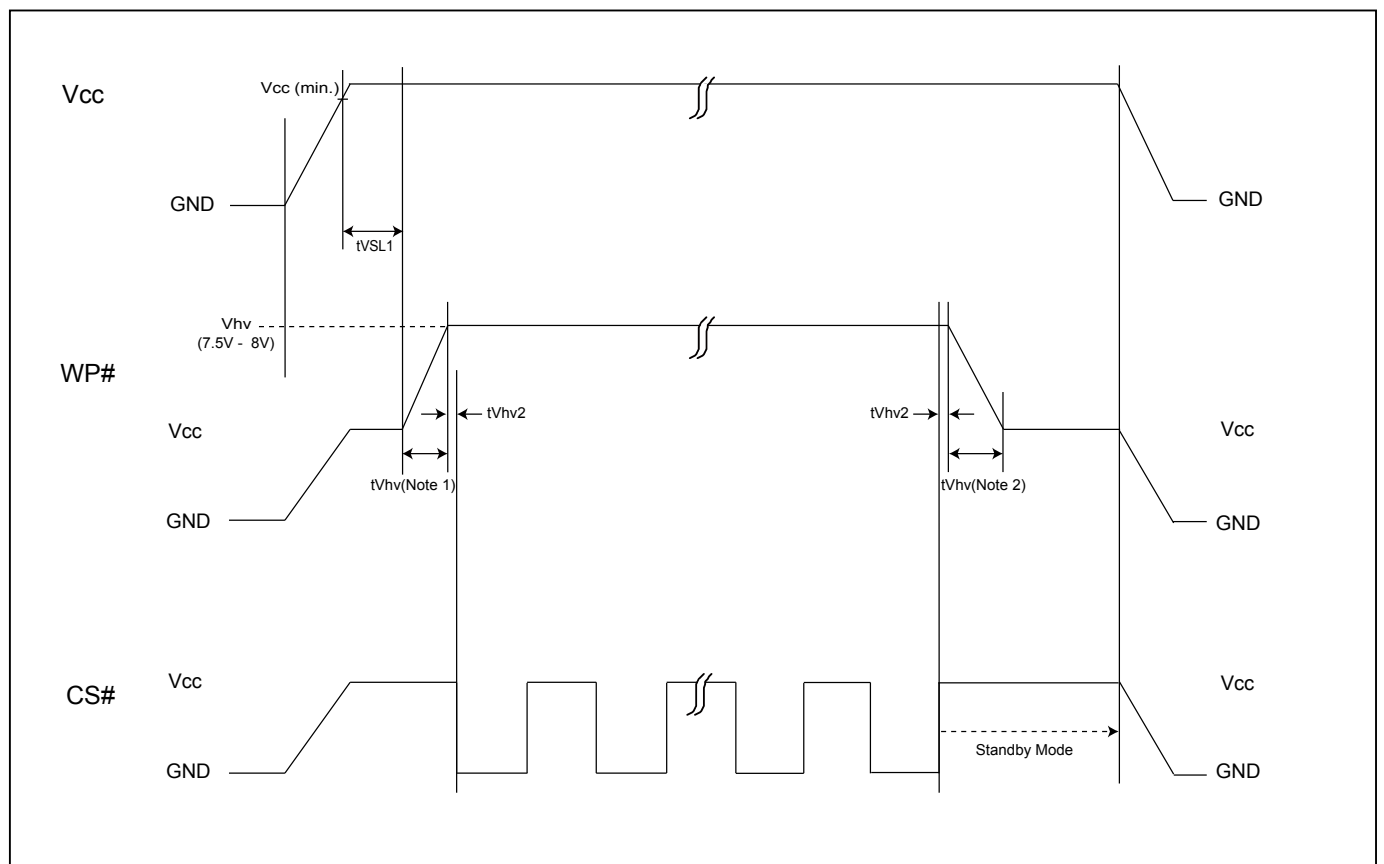 Vcc
Vcc (min.)
GND
GND
tVSL1
Vhv
(7.5V - 8V)
WP#
tVhv2
tVhv2
Vcc
Vcc
tVhv(Note 1)
tVhv(Note 2)
GND
GND
CS#
Vcc
Vcc
Standby Mode
GND
GND